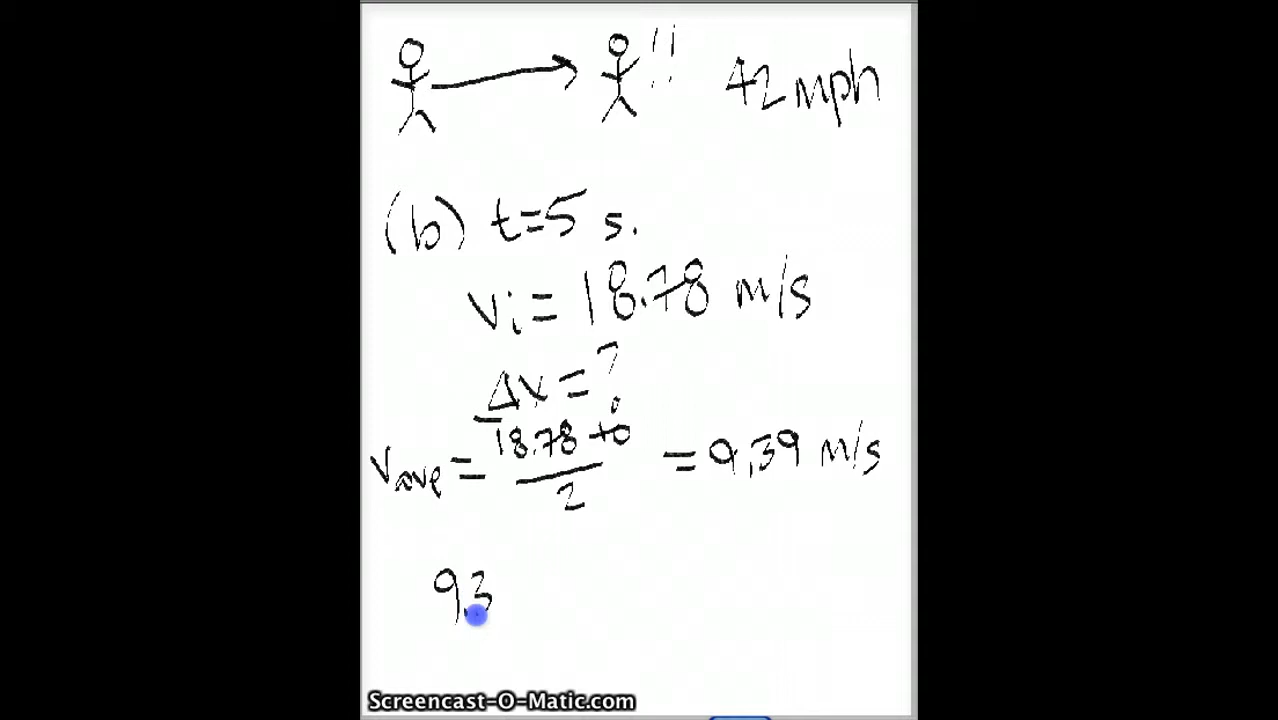 !! 42 mph
(b) t=5 s.
vi = 18.78 m/s
Δx = ?
vave = 18.78 + 0 / 2 = 9.39 m/s
9.3
Screencast-O-Matic.com